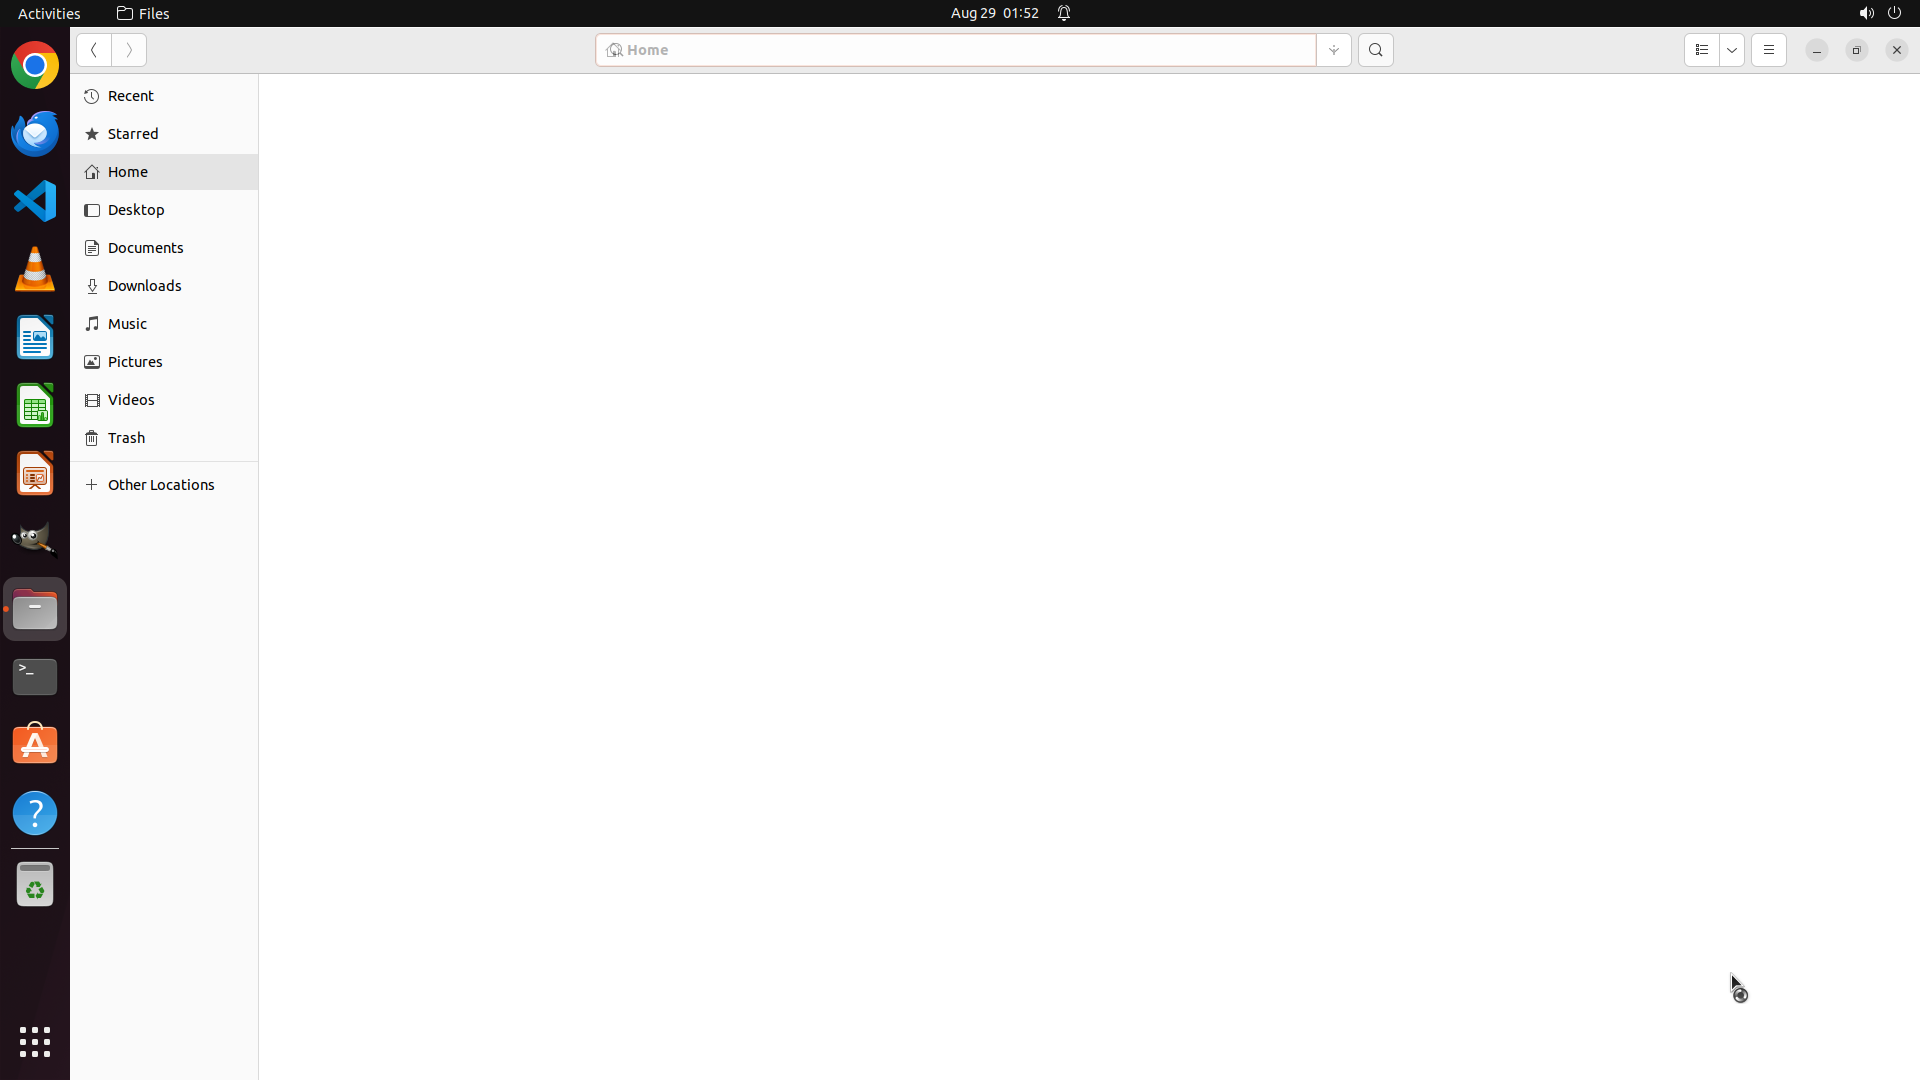 Activities
Files
Aug 29 01:52
Home
Recent
Starred
Home
Desktop
Documents
Downloads
Music
Pictures
Videos
Trash
Other Locations